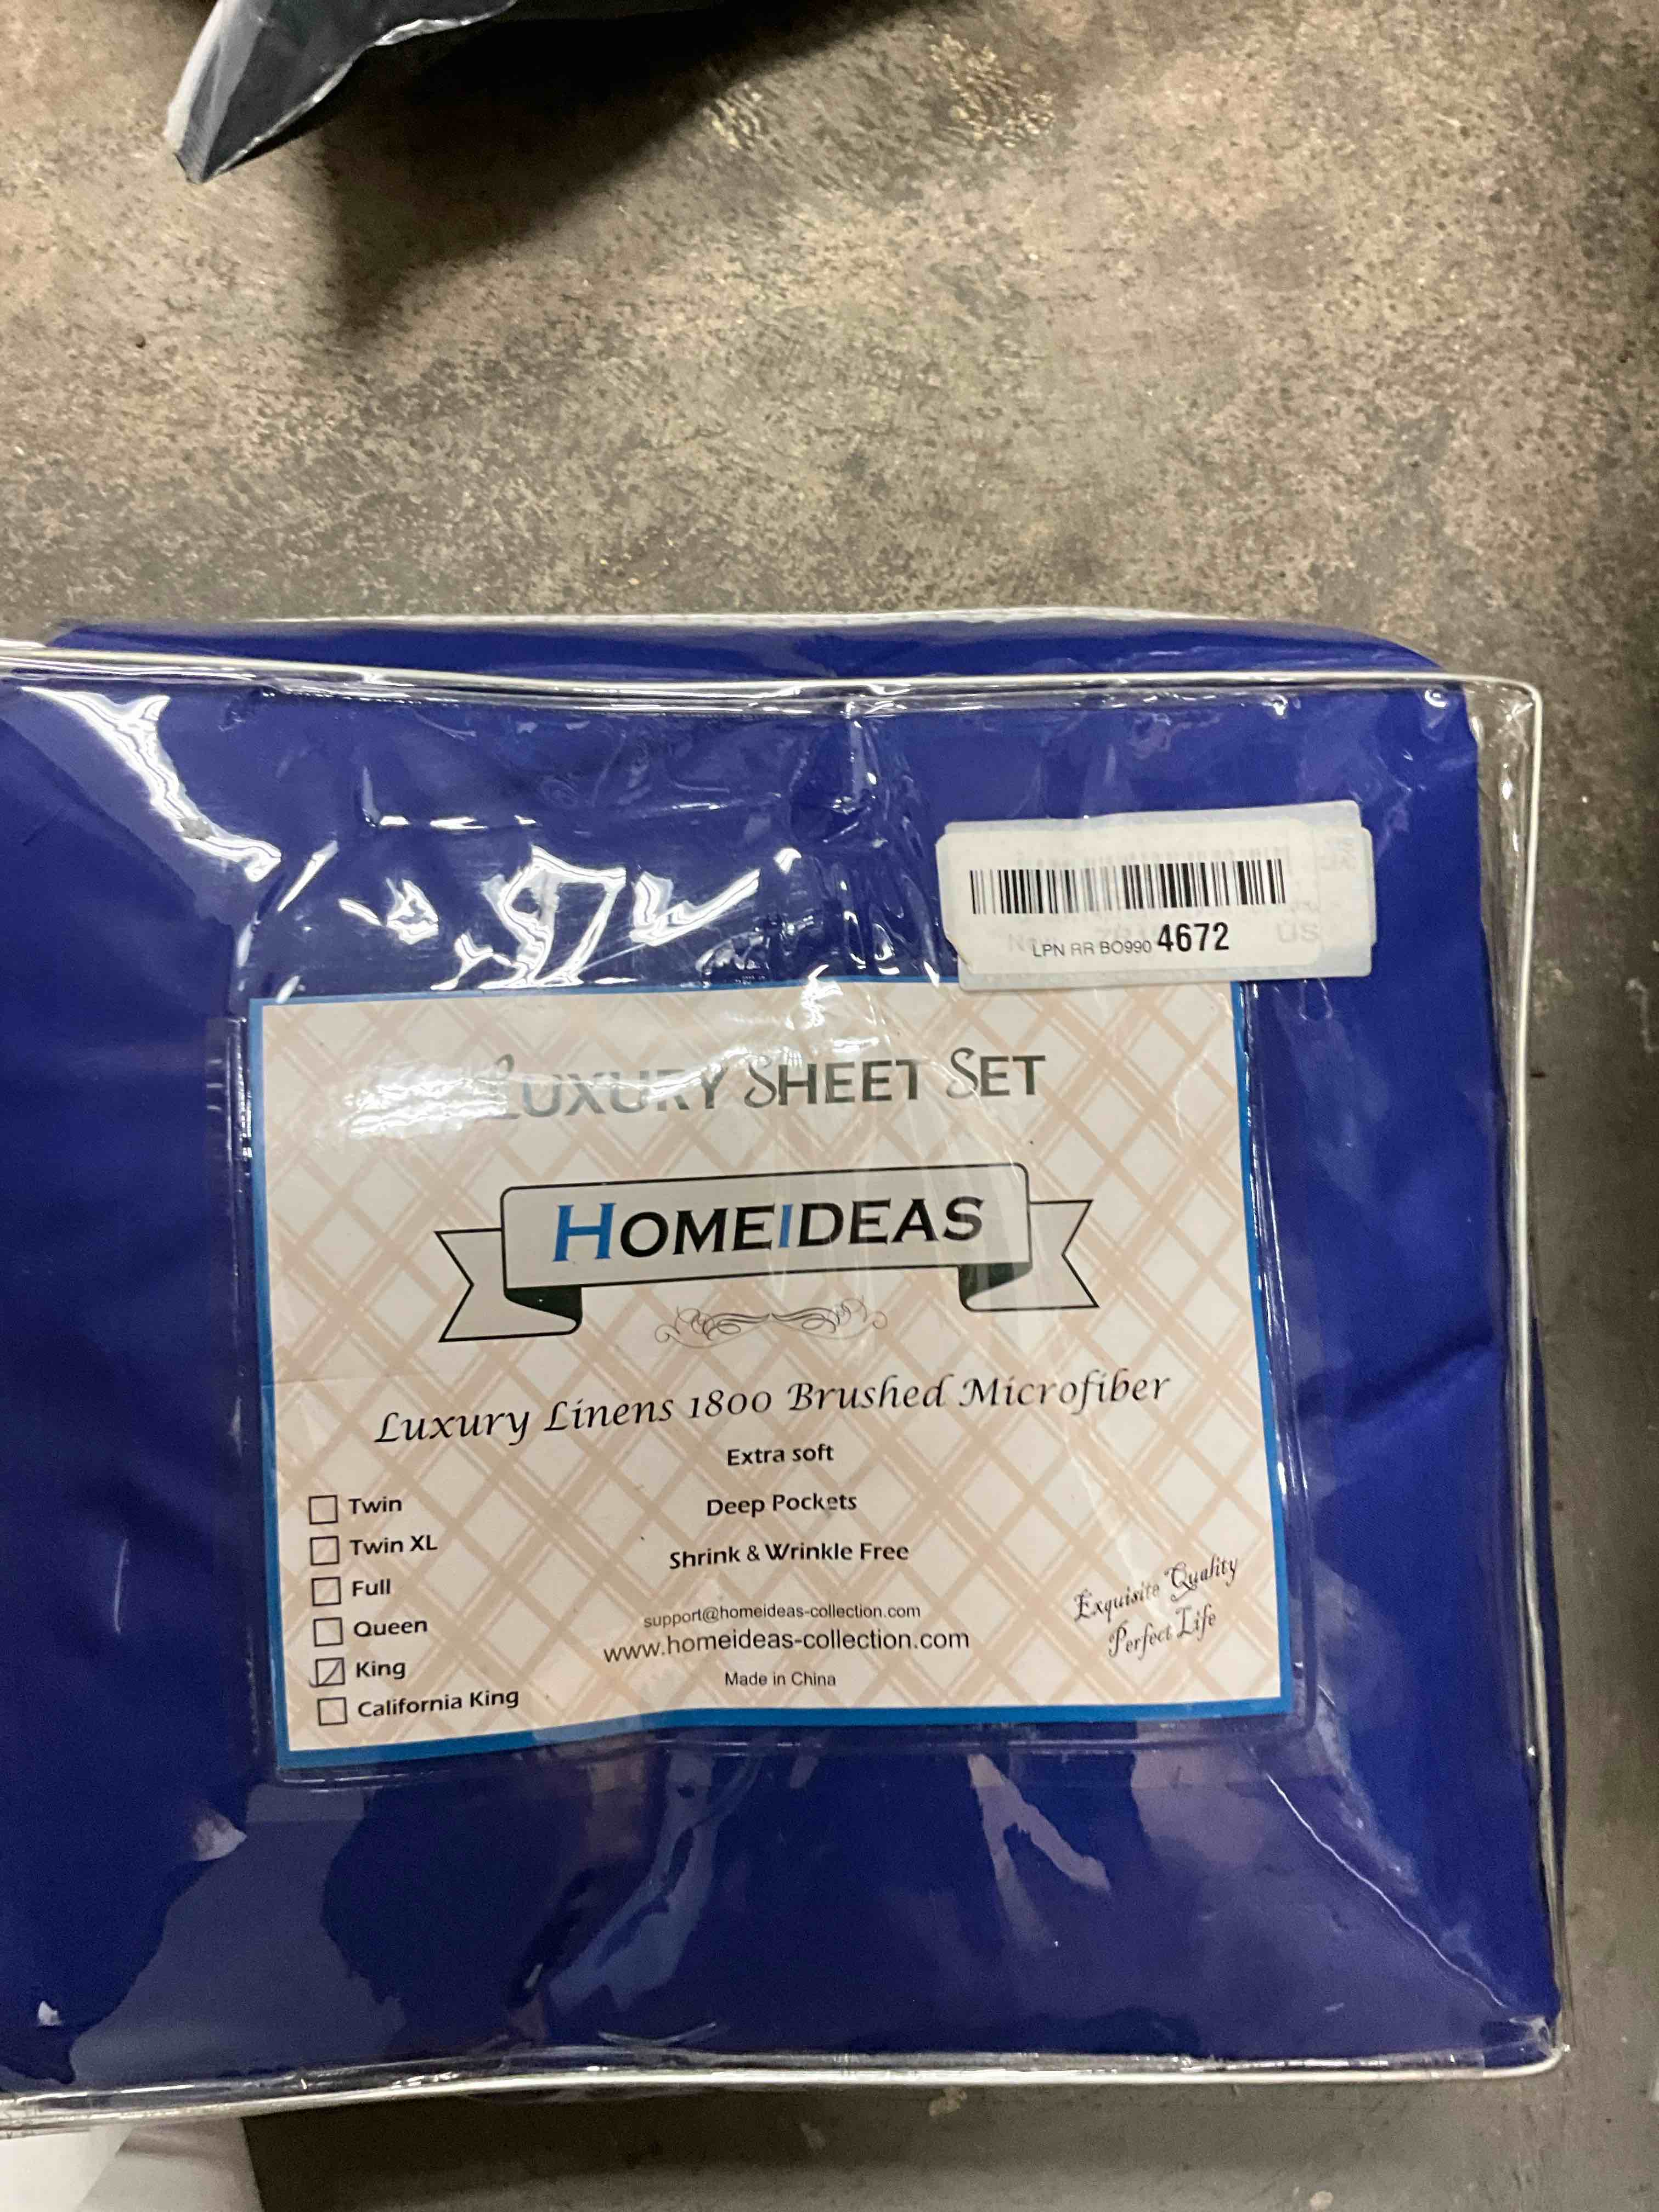 LPN RR BO990 4672
US
LUXURY SHEET SET
HOMEIDEAS
Luxury Linens 1800 Brushed Microfiber
Extra soft
Deep Pockets
Shrink & Wrinkle Free
Twin
Twin XL
Full
Queen
King
California King
support@homeideas-collection.com
www.homeideas-collection.com
Made in China
Exquisite Quality
Perfect Life